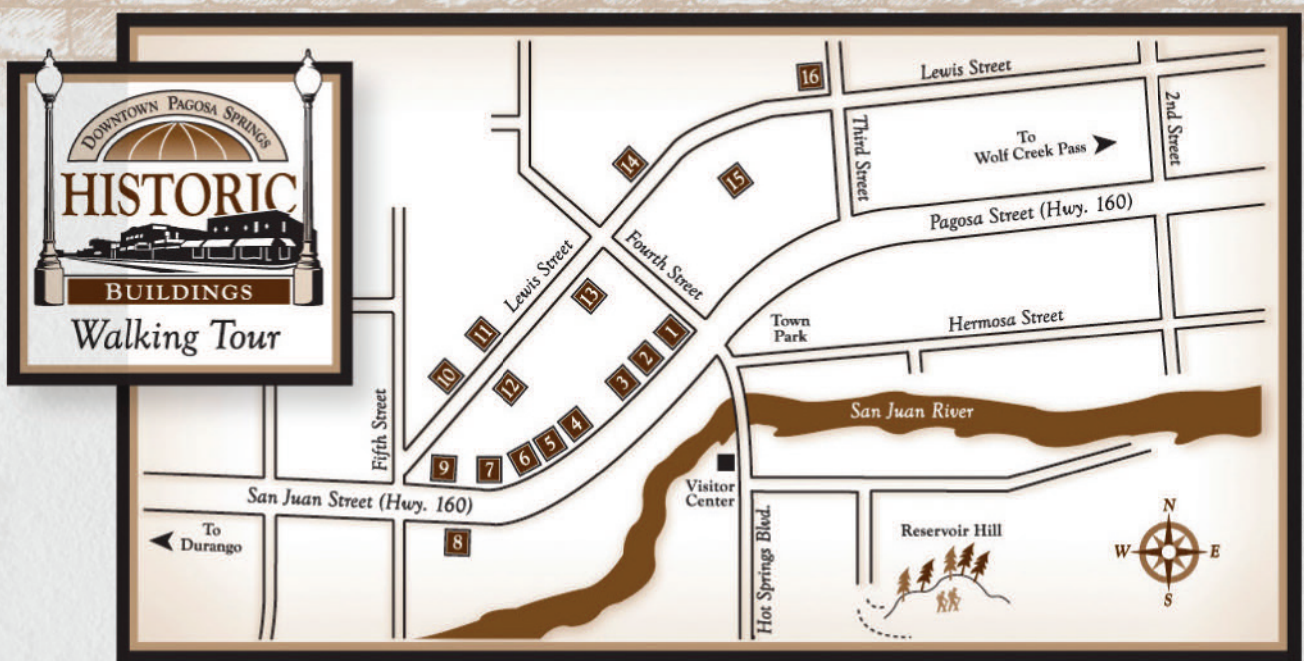 DOWNTOWN PAGOSA SPRINGS
HISTORIC
BUILDINGS
Walking Tour
16
Lewis Street
2nd Street
Third Street
To
Wolf Creek Pass
14
15
Pagosa Street (Hwy. 160)
Fourth Street
Lewis Street
13
11
10
12
1
2
3
4
5
6
7
9
8
Town
Park
Hermosa Street
San Juan River
Fifth Street
San Juan Street (Hwy. 160)
To
Durango
Visitor
Center
Hot Springs Blvd.
Reservoir Hill
N
W
E
S